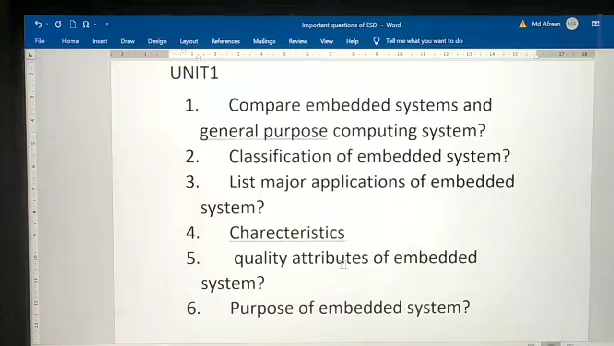 Important questions of ESD - Word
Md Afreen
MA
File Home Insert Draw Design Layout References Mailings Review View Help Tell me what you want to do
UNIT1
1. Compare embedded systems and
general purpose computing system?
2. Classification of embedded system?
3. List major applications of embedded
system?
4. Charecteristics
5. quality attributes of embedded
system?
6. Purpose of embedded system?